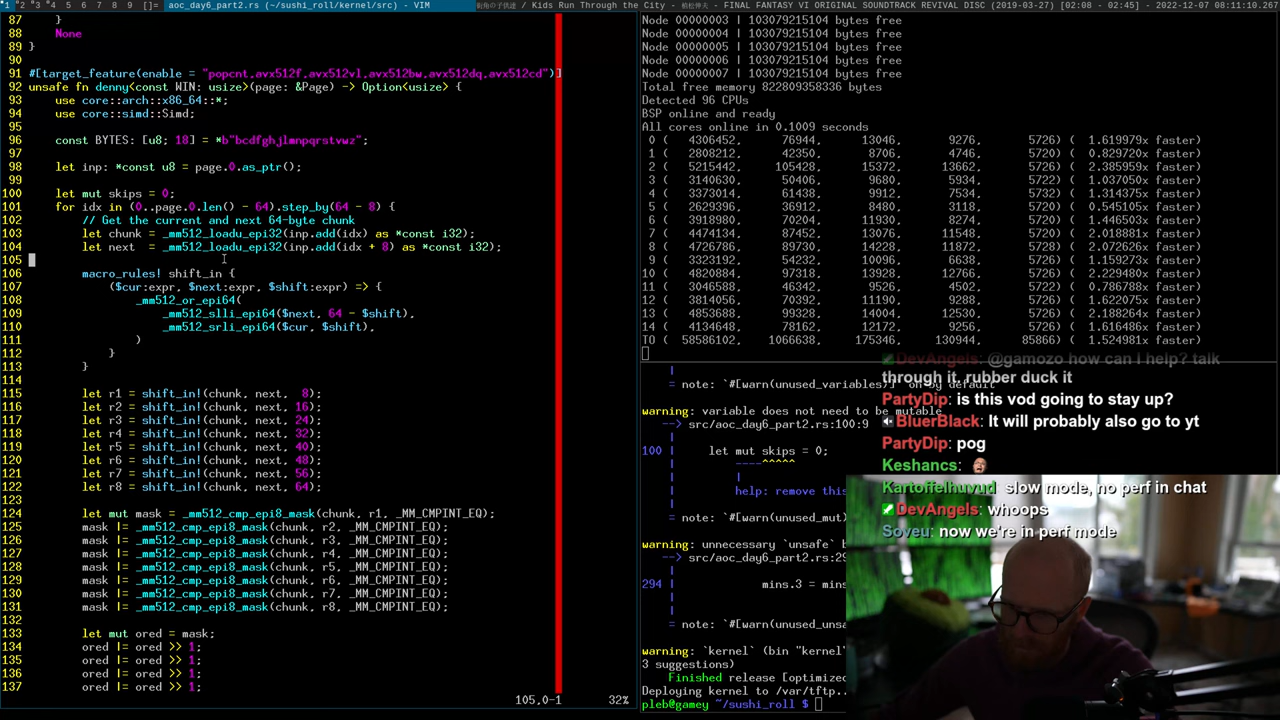 1 2 3 4 5 6 7 8 9 []= aoc_day6_part2.rs (~/sushi_roll/kernel/src) - VIM
/ Kids Run Through the City - - FINAL FANTASY VI ORIGINAL SOUNDTRACK REVIVAL DISC (2019-03-27) [02:08 - 02:45] - 2022-12-07 08:11:10.267
87 }
88 None
89 }
90
91 #[target_feature(enable = "popcnt,avx512f,avx512vl,avx512bw,avx512dq,avx512cd")]
92 unsafe fn denny<const WIN: usize>(page: &Page) -> Option<usize> {
93 use core::arch::x86_64::*;
94 use core::simd::Simd;
95
96 const BYTES: [u8; 18] = *b"bcdfghjlmnpqrstvwz";
97
98 let inp: *const u8 = page.0.as_ptr();
99
100 let mut skips = 0;
101 for idx in (0..page.0.len() - 64).step_by(64 - 8) {
102 // Get the current and next 64-byte chunk
103 let chunk = _mm512_loadu_epi32(inp.add(idx) as *const i32);
104 let next  = _mm512_loadu_epi32(inp.add(idx + 8) as *const i32);
105
106 macro_rules! shift_in {
107 ($cur:expr, $next:expr, $shift:expr) => {
108 _mm512_or_epi64(
109 _mm512_slli_epi64($next, 64 - $shift),
110 _mm512_srli_epi64($cur, $shift),
111 )
112 }
113 }
114
115 let r1 = shift_in!(chunk, next,  8);
116 let r2 = shift_in!(chunk, next, 16);
117 let r3 = shift_in!(chunk, next, 24);
118 let r4 = shift_in!(chunk, next, 32);
119 let r5 = shift_in!(chunk, next, 40);
120 let r6 = shift_in!(chunk, next, 48);
121 let r7 = shift_in!(chunk, next, 56);
122 let r8 = shift_in!(chunk, next, 64);
123
124 let mut mask = _mm512_cmp_epi8_mask(chunk, r1, _MM_CMPINT_EQ);
125 mask |= _mm512_cmp_epi8_mask(chunk, r2, _MM_CMPINT_EQ);
126 mask |= _mm512_cmp_epi8_mask(chunk, r3, _MM_CMPINT_EQ);
127 mask |= _mm512_cmp_epi8_mask(chunk, r4, _MM_CMPINT_EQ);
128 mask |= _mm512_cmp_epi8_mask(chunk, r5, _MM_CMPINT_EQ);
129 mask |= _mm512_cmp_epi8_mask(chunk, r6, _MM_CMPINT_EQ);
130 mask |= _mm512_cmp_epi8_mask(chunk, r7, _MM_CMPINT_EQ);
131 mask |= _mm512_cmp_epi8_mask(chunk, r8, _MM_CMPINT_EQ);
132
133 let mut ored = mask;
134 ored |= ored >> 1;
135 ored |= ored >> 1;
136 ored |= ored >> 1;
137 ored |= ored >> 1;
105,0-1 32%
Node 00000003 | 103079215104 bytes free
Node 00000004 | 103079215104 bytes free
Node 00000005 | 103079215104 bytes free
Node 00000006 | 103079215104 bytes free
Node 00000007 | 103079215104 bytes free
Total free memory 822809358336 bytes
Detected 96 CPUs
BSP online and ready
All cores online in 0.1009 seconds
0 ( 4306452, 76944, 13046, 9276, 5726) ( 1.619979x faster)
1 ( 2808212, 42350, 8706, 4746, 5720) ( 0.829720x faster)
2 ( 5215442, 105428, 15372, 13662, 5726) ( 2.385959x faster)
3 ( 3140630, 50406, 9680, 5934, 5722) ( 1.037050x faster)
4 ( 3373014, 61438, 9912, 7534, 5732) ( 1.314375x faster)
5 ( 2629396, 36912, 8480, 3118, 5720) ( 0.545105x faster)
6 ( 3918980, 70204, 11930, 8274, 5720) ( 1.446503x faster)
7 ( 4474134, 87452, 13076, 11548, 5720) ( 2.018881x faster)
8 ( 4726786, 89730, 14228, 11872, 5728) ( 2.072626x faster)
9 ( 3323192, 54232, 10096, 6638, 5726) ( 1.159273x faster)
10 ( 4820884, 97318, 13928, 12766, 5726) ( 2.229480x faster)
11 ( 3046588, 46342, 9526, 4502, 5722) ( 0.786788x faster)
12 ( 3814056, 70392, 11190, 9288, 5726) ( 1.622075x faster)
13 ( 4853688, 99328, 14004, 12530, 5726) ( 2.188264x faster)
14 ( 4134648, 78162, 12172, 9256, 5726) ( 1.616486x faster)
TO ( 58586102, 1066638, 175346, 130944, 85866) ( 1.524981x faster)
= note: `#[warn(unused_variables)]` on by default
warning: variable does not need to be mutable
--> src/aoc_day6_part2.rs:100:9
100 | let mut skips = 0;
----^^^^^
help: remove this
= note: `#[warn(unused_mut)
warning: unnecessary `unsafe` b
--> src/aoc_day6_part2.rs:29
294 | mins.3 = mins
= note: `#[warn(unused_unsa
warning: `kernel` (bin "kernel"
3 suggestions)
Finished release [optimized
Deploying kernel to /var/tftp..
pleb@gamey ~/sushi_roll $
DevAngels: @gamozo how can I help? talk
through it, rubber duck it
PartyDip: is this vod going to stay up?
BluerBlack: It will probably also go to yt
PartyDip: pog
Keshancs:
Kartoffelhuvud: slow mode, no perf in chat
DevAngels: whoops
Soveu: now we're in perf mode